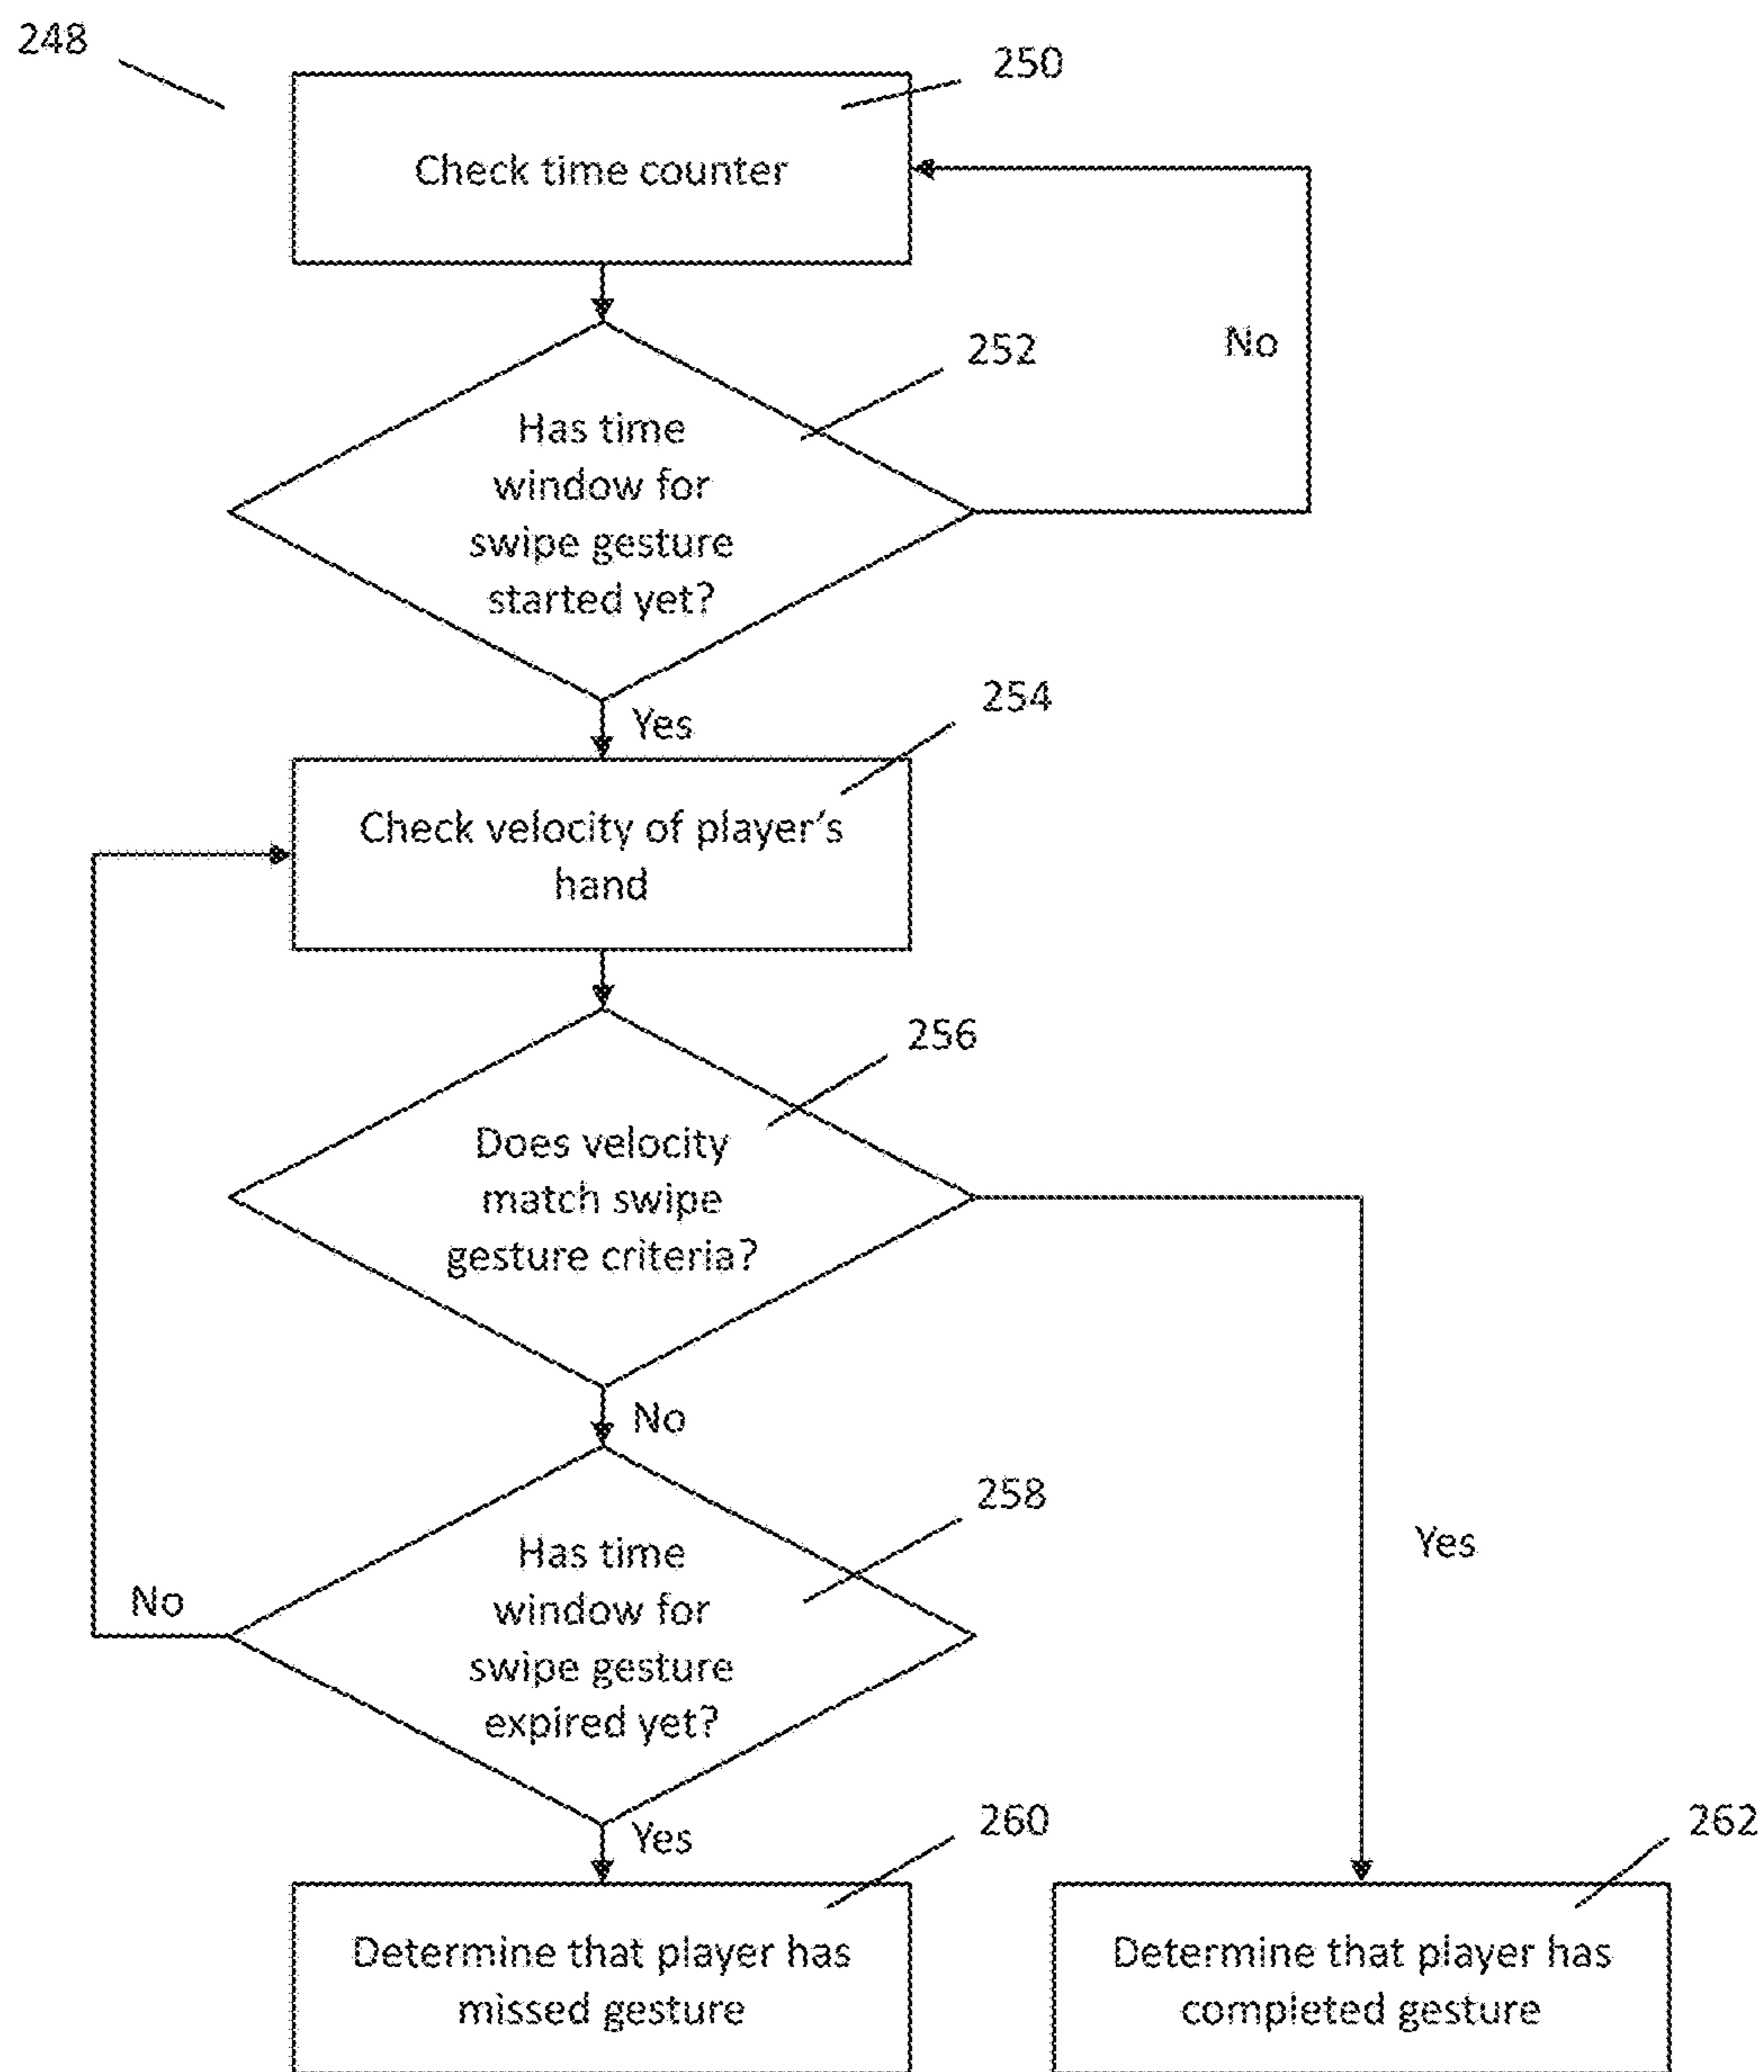 248
250
Check time counter
252
No
Has time
window for
swipe gesture
started yet?
Yes
254
Check velocity of player's
hand
256
Does velocity
match swipe
gesture criteria?
No
258
Has time
window for
swipe gesture
expired yet?
No
Yes
Yes
260
262
Determine that player has
missed gesture
Determine that player has
completed gesture